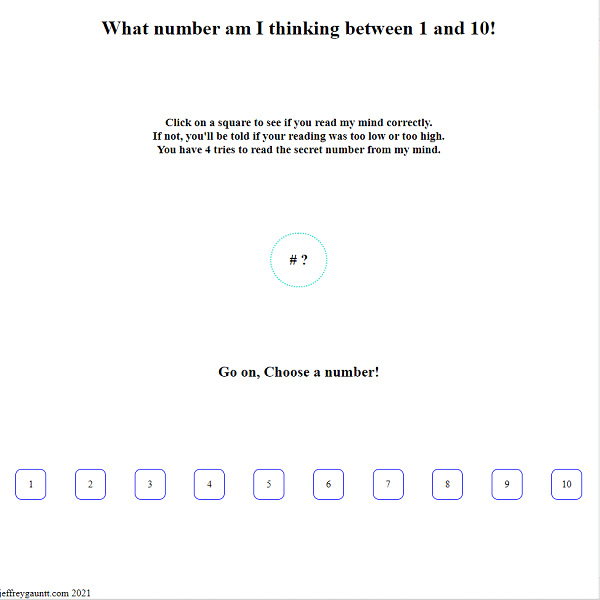 What number am I thinking between 1 and 10!
Click on a square to see if you read my mind correctly.
If not, you'll be told if your reading was too low or too high.
You have 4 tries to read the secret number from my mind.
# ?
Go on, Choose a number!
1 2 3 4 5 6 7 8 9 10
jeffreygauntt.com 2021